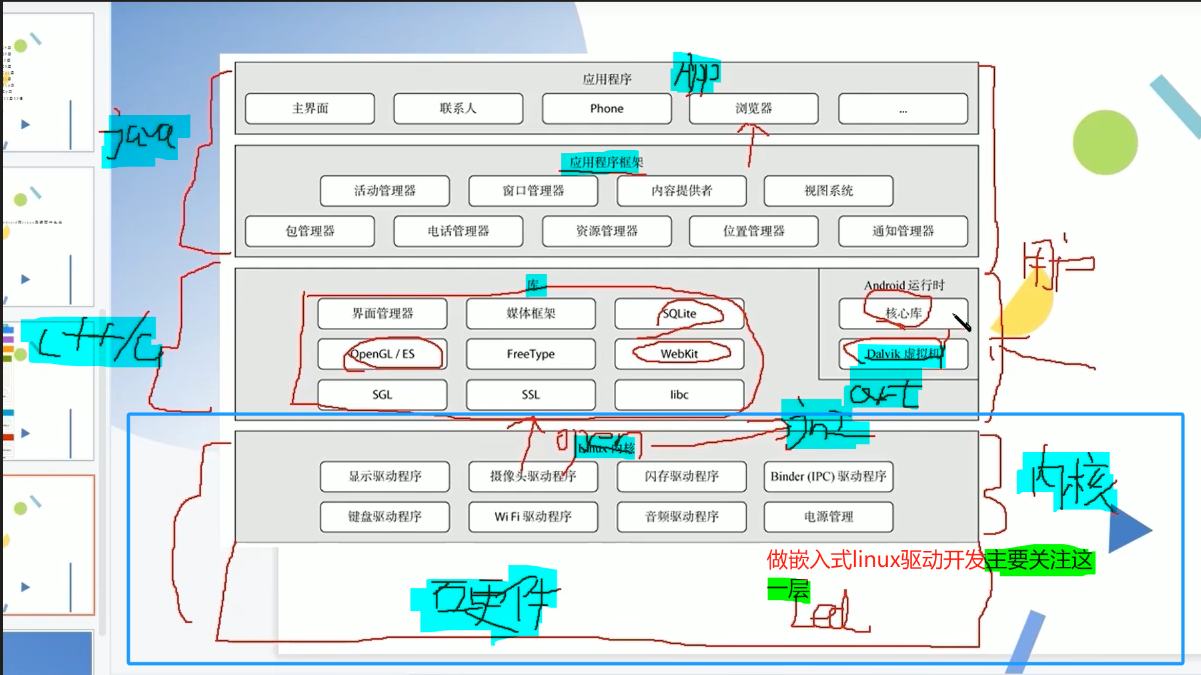 应用程序 App
主界面 联系人 Phone 浏览器 ...
java
应用程序框架
活动管理器 窗口管理器 内容提供者 视图系统
包管理器 电话管理器 资源管理器 位置管理器 通知管理器
用户
库 Android 运行时
界面管理器 媒体框架 SQLite 核心库
C++/C OpenGL / ES FreeType WebKit Dalvik 虚拟机
SGL SSL libc art
open jni
Linux 内核
显示驱动程序 摄像头驱动程序 闪存驱动程序 Binder (IPC) 驱动程序 内核
键盘驱动程序 Wi Fi 驱动程序 音频驱动程序 电源管理
做嵌入式linux驱动开发主要关注这
一层
硬件 Led